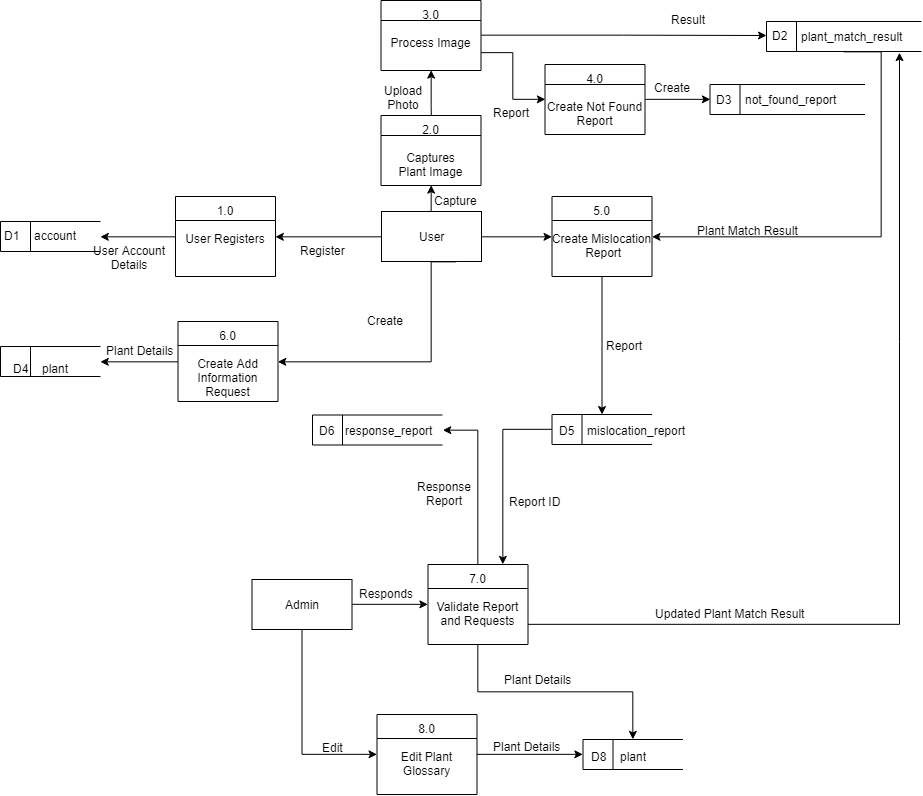 3.0
Process Image
Result
D2
plant_match_result
4.0
Create Not Found
Report
Create
D3
not_found_report
Report
Upload
Photo
2.0
Captures
Plant Image
Capture
1.0
User Registers
D1
account
User Account
Details
Register
User
5.0
Create Mislocation
Report
Plant Match Result
Create
6.0
Create Add
Information
Request
Plant Details
D4
plant
Report
D6
response_report
D5
mislocation_report
Response
Report
Report ID
7.0
Validate Report
and Requests
Admin
Responds
Updated Plant Match Result
Plant Details
8.0
Edit Plant
Glossary
Edit
Plant Details
D8
plant